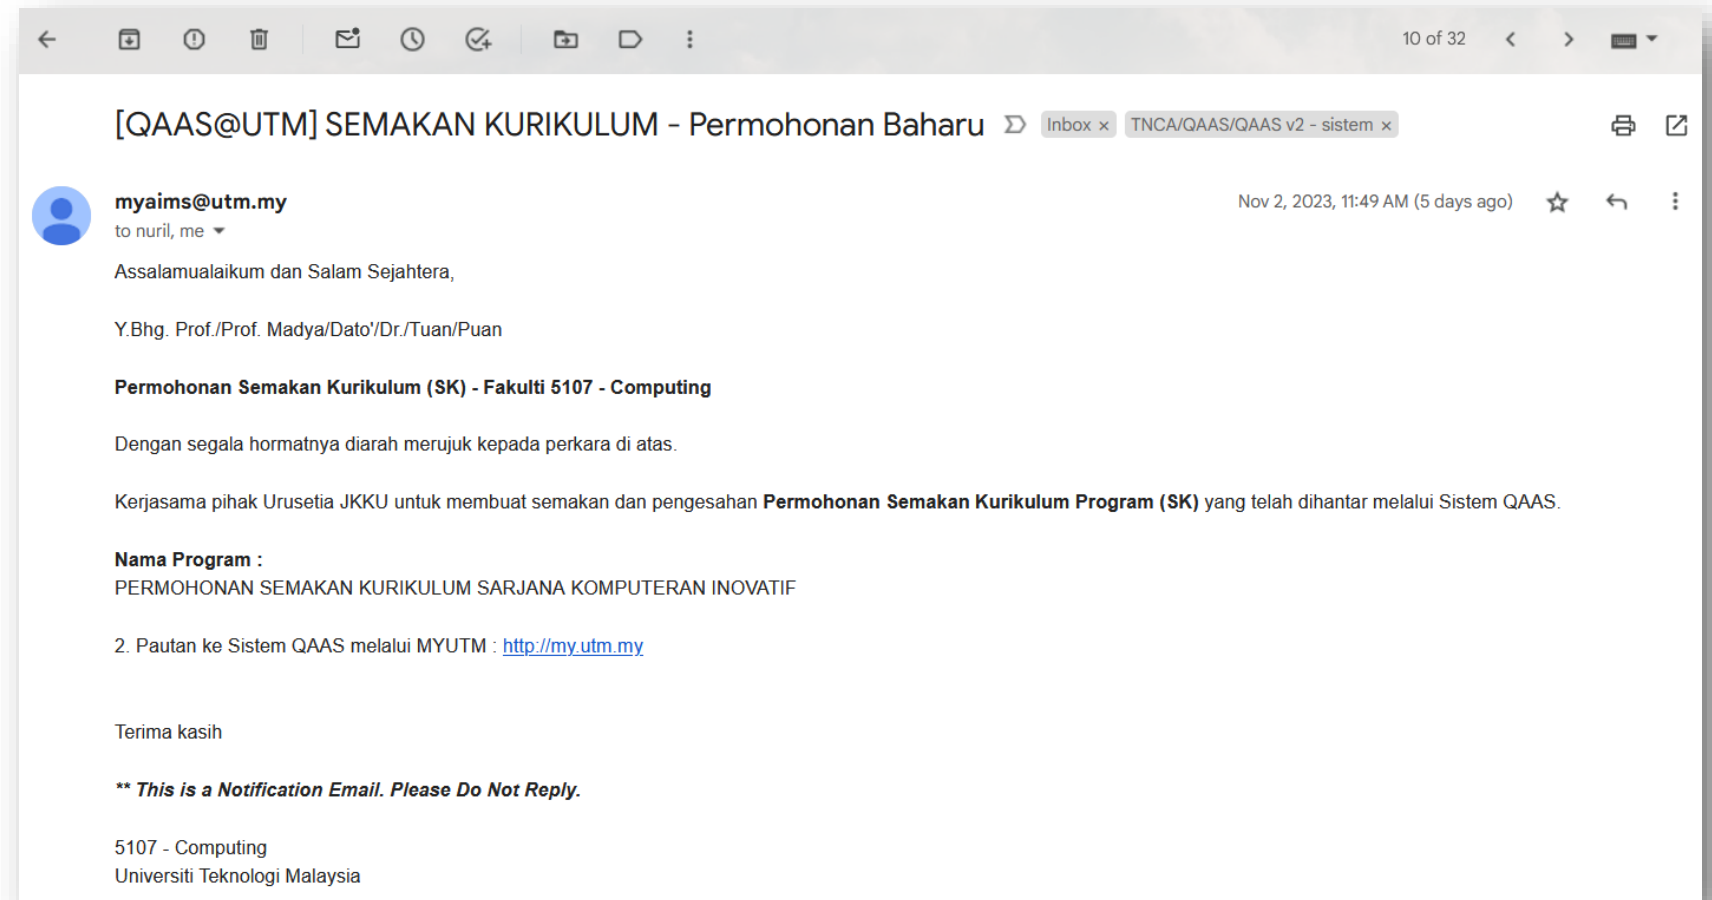 10 of 32
[QAAS@UTM] SEMAKAN KURIKULUM - Permohonan Baharu Inbox × TNCA/QAAS/QAAS v2 - sistem ×
myaims@utm.my Nov 2, 2023, 11:49 AM (5 days ago)
to nuril, me
Assalamualaikum dan Salam Sejahtera,
Y.Bhg. Prof./Prof. Madya/Dato'/Dr./Tuan/Puan
Permohonan Semakan Kurikulum (SK) - Fakulti 5107 - Computing
Dengan segala hormatnya diarah merujuk kepada perkara di atas.
Kerjasama pihak Urusetia JKKU untuk membuat semakan dan pengesahan Permohonan Semakan Kurikulum Program (SK) yang telah dihantar melalui Sistem QAAS.
Nama Program :
PERMOHONAN SEMAKAN KURIKULUM SARJANA KOMPUTERAN INOVATIF
2. Pautan ke Sistem QAAS melalui MYUTM : http://my.utm.my
Terima kasih
** This is a Notification Email. Please Do Not Reply.
5107 - Computing
Universiti Teknologi Malaysia